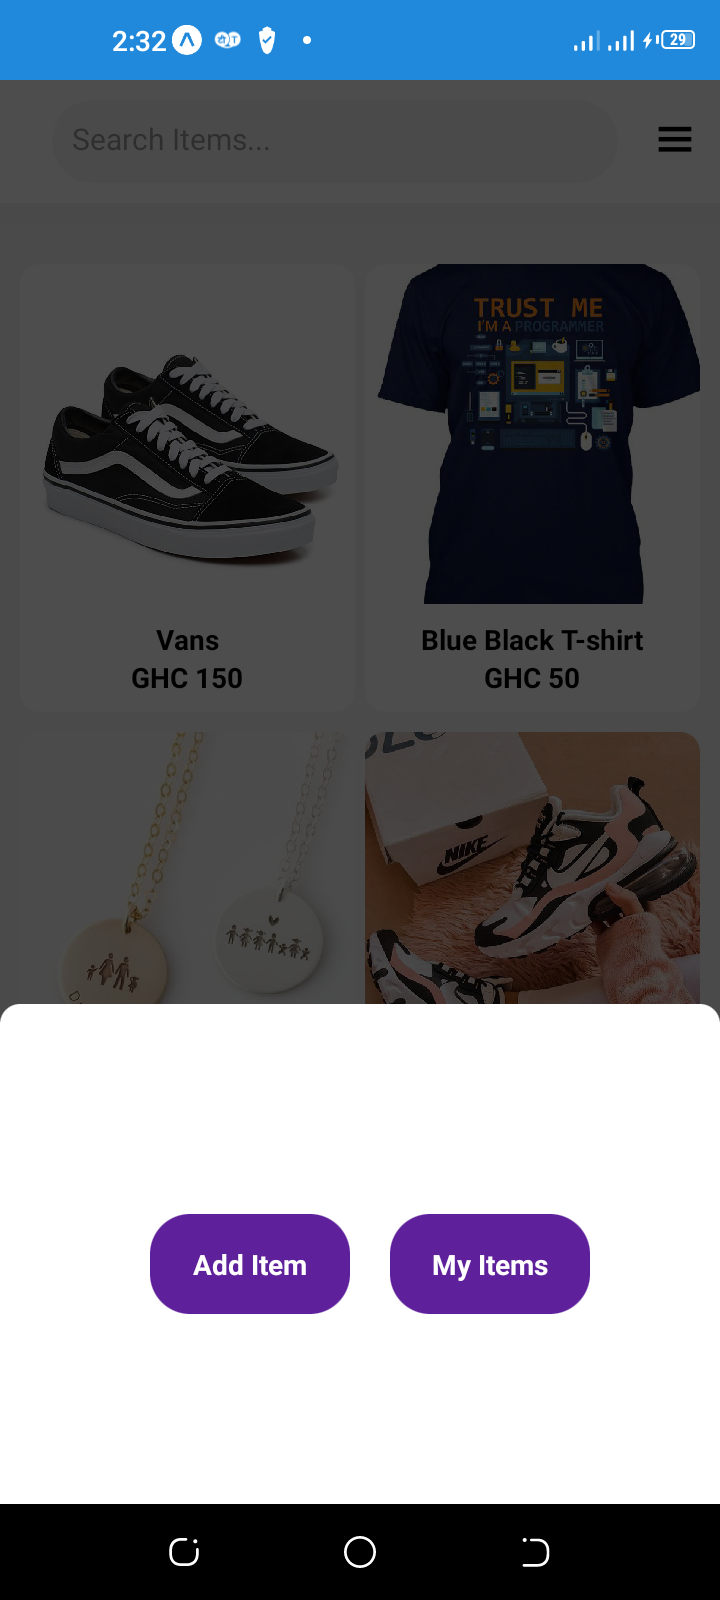 2:32
29
Search Items...
TRUST ME
I'M A PROGRAMMER
Vans
GHC 150
Blue Black T-shirt
GHC 50
NIKE
Add Item
My Items